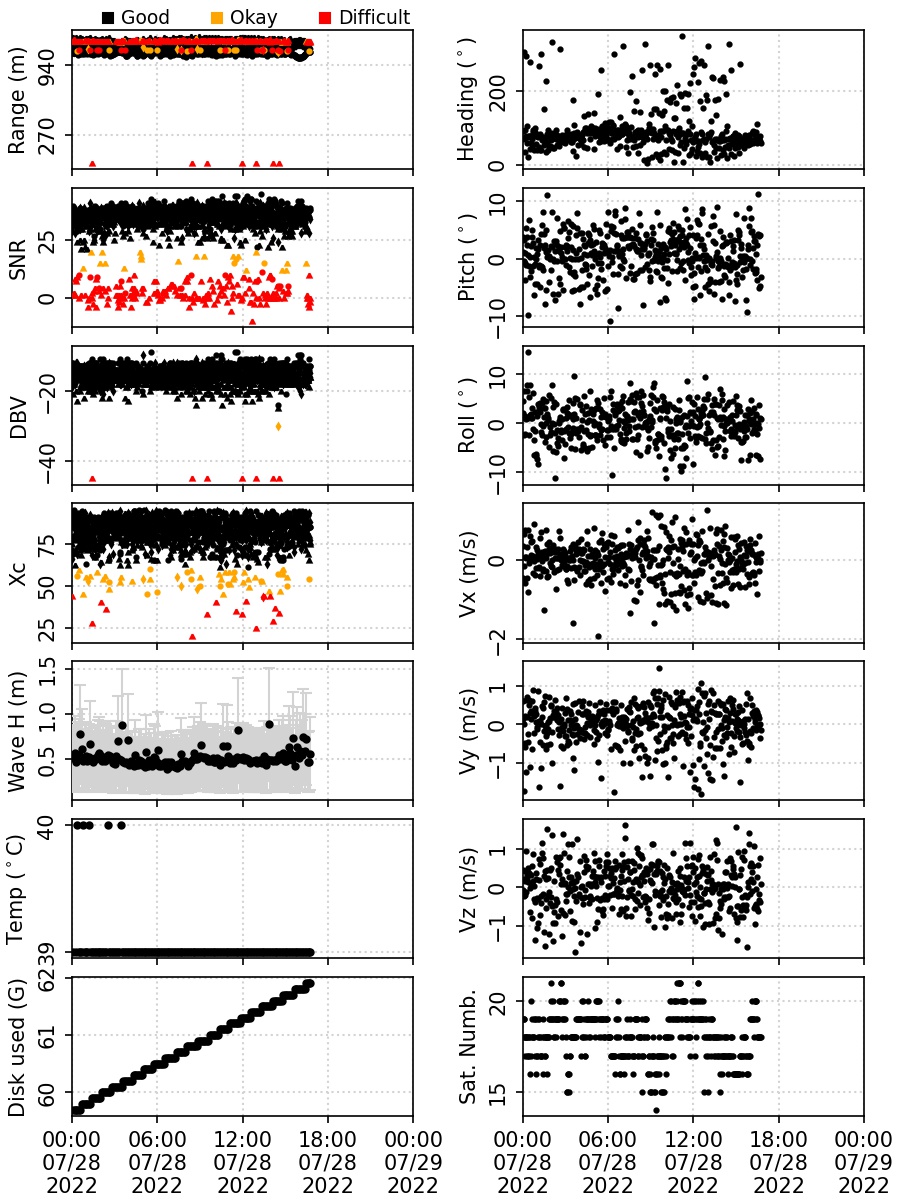 Good Okay Difficult
Range (m)
940
270
Heading (°)
200
0
SNR
25
0
Pitch (°)
10
0
−10
DBV
−20
−40
Roll (°)
10
0
−10
Xc
75
50
25
Vx (m/s)
0
−2
Wave H (m)
1.5
1.0
0.5
Vy (m/s)
1
0
−1
Temp (°C)
40
39
Vz (m/s)
1
0
−1
Disk used (G)
62
61
60
Sat. Numb.
20
15
00:00 06:00 12:00 18:00 00:00
07/28 07/28 07/28 07/28 07/29
2022 2022 2022 2022 2022
00:00 06:00 12:00 18:00 00:00
07/28 07/28 07/28 07/28 07/29
2022 2022 2022 2022 2022